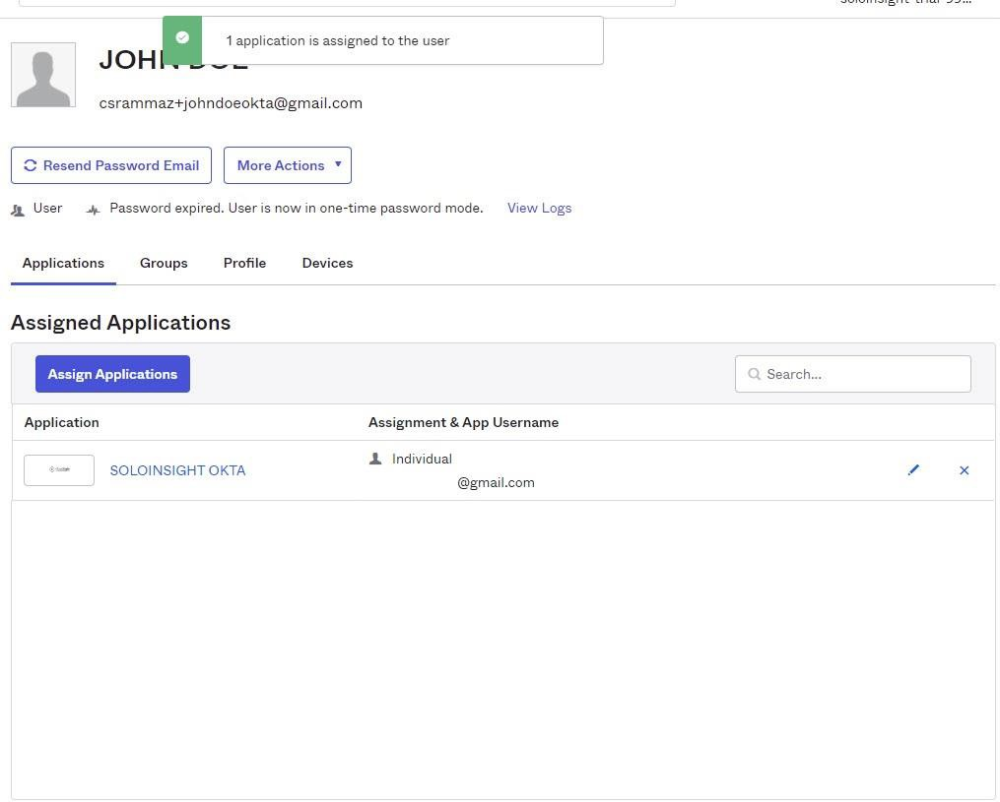 1 application is assigned to the user
JOHN DOE
csrammaz+johndoeokta@gmail.com
Resend Password Email
More Actions
User
Password expired. User is now in one-time password mode.
View Logs
Applications
Groups
Profile
Devices
Assigned Applications
Assign Applications
Search...
Application
Assignment & App Username
SOLOINSIGHT OKTA
Individual
@gmail.com